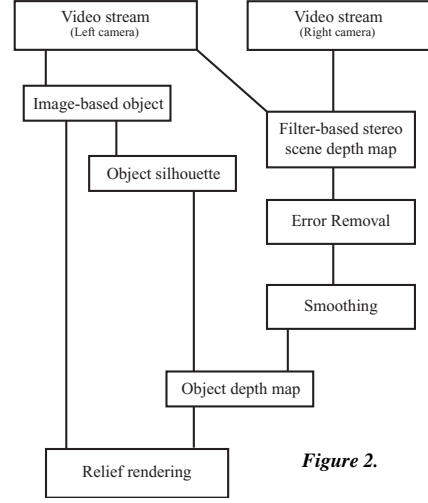 Video stream
(Left camera)
Video stream
(Right camera)
Image-based object
Filter-based stereo
scene depth map
Object silhouette
Error Removal
Smoothing
Object depth map
Relief rendering
Figure 2.